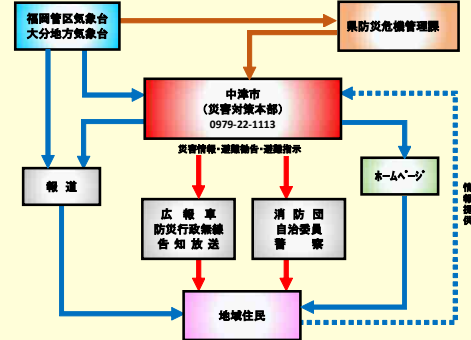 福岡管区気象台
大分地方気象台
県防災危機管理課
中津市
（災害対策本部）
0979-22-1113
災害情報・避難勧告・避難指示
報道
ホームページ
広報車
防災行政無線
告知放送
消防団
自治委員
警察
情報提供
地域住民